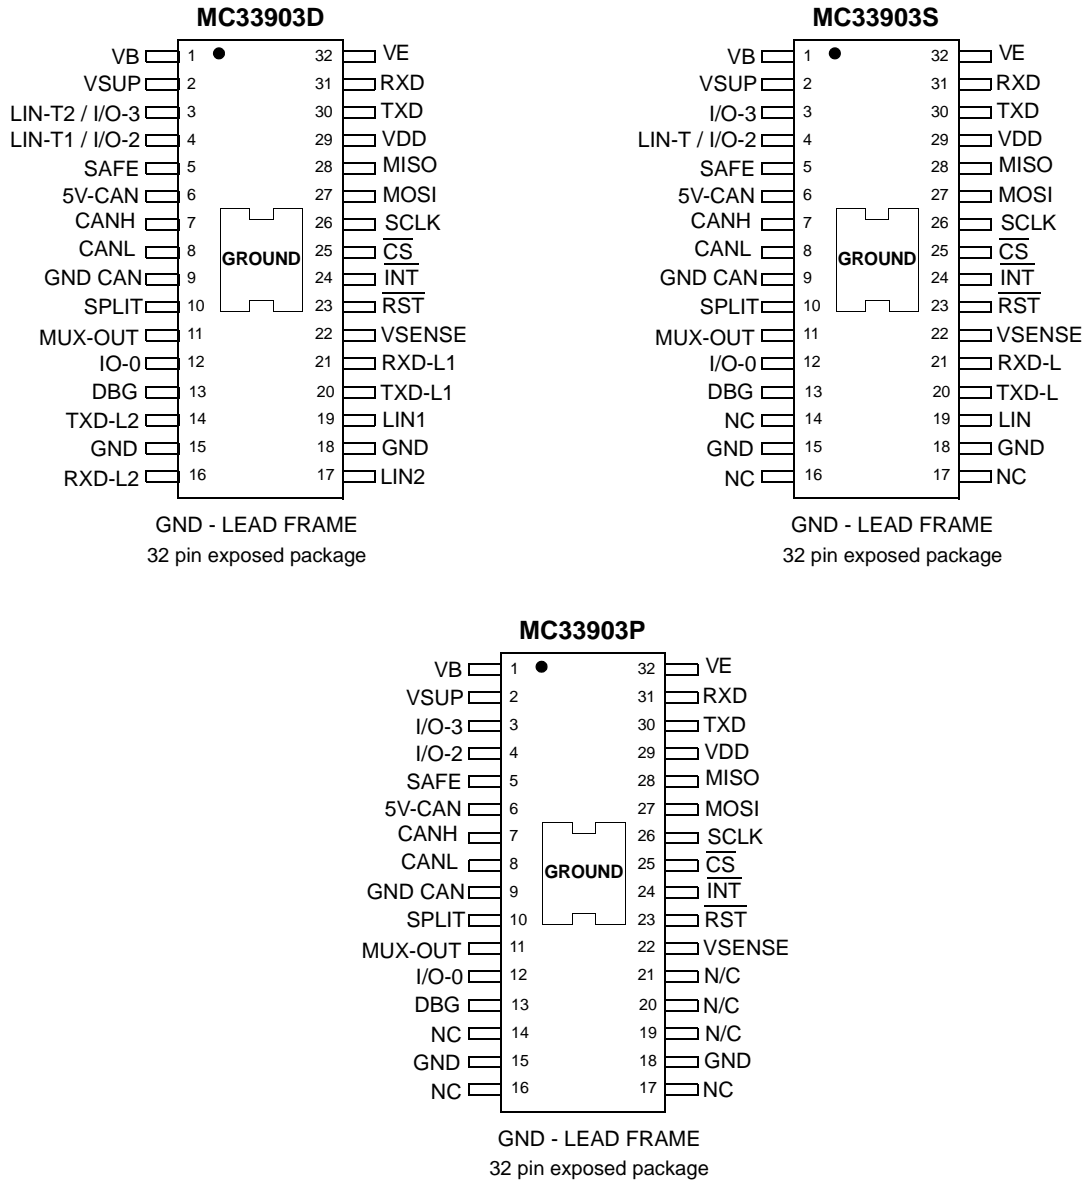 MC33903D
VB 1 32 VE
VSUP 2 31 RXD
LIN-T2 / I/O-3 3 30 TXD
LIN-T1 / I/O-2 4 29 VDD
SAFE 5 28 MISO
5V-CAN 6 27 MOSI
CANH 7 26 SCLK
CANL 8 25 CS
GROUND
GND CAN 9 24 INT
SPLIT 10 23 RST
MUX-OUT 11 22 VSENSE
IO-0 12 21 RXD-L1
DBG 13 20 TXD-L1
TXD-L2 14 19 LIN1
GND 15 18 GND
RXD-L2 16 17 LIN2
GND - LEAD FRAME
32 pin exposed package
MC33903S
VB 1 32 VE
VSUP 2 31 RXD
I/O-3 3 30 TXD
LIN-T / I/O-2 4 29 VDD
SAFE 5 28 MISO
5V-CAN 6 27 MOSI
CANH 7 26 SCLK
CANL 8 25 CS
GROUND
GND CAN 9 24 INT
SPLIT 10 23 RST
MUX-OUT 11 22 VSENSE
I/O-0 12 21 RXD-L
DBG 13 20 TXD-L
NC 14 19 LIN
GND 15 18 GND
NC 16 17 NC
GND - LEAD FRAME
32 pin exposed package
MC33903P
VB 1 32 VE
VSUP 2 31 RXD
I/O-3 3 30 TXD
I/O-2 4 29 VDD
SAFE 5 28 MISO
5V-CAN 6 27 MOSI
CANH 7 26 SCLK
CANL 8 25 CS
GROUND
GND CAN 9 24 INT
SPLIT 10 23 RST
MUX-OUT 11 22 VSENSE
I/O-0 12 21 N/C
DBG 13 20 N/C
NC 14 19 N/C
GND 15 18 GND
NC 16 17 NC
GND - LEAD FRAME
32 pin exposed package